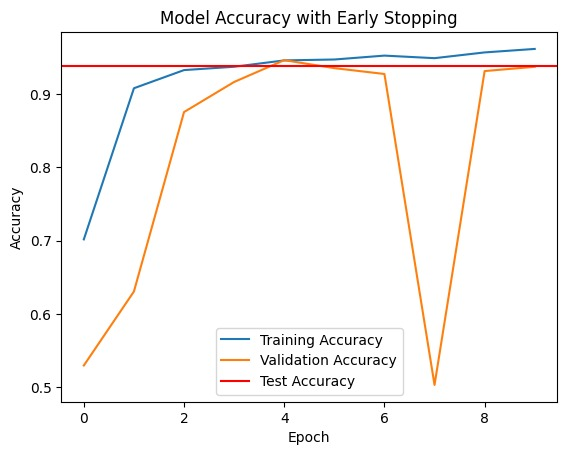 Model Accuracy with Early Stopping
0.9
0.8
0.7
0.6
0.5
Accuracy
Training Accuracy
Validation Accuracy
Test Accuracy
0 2 4 6 8
Epoch